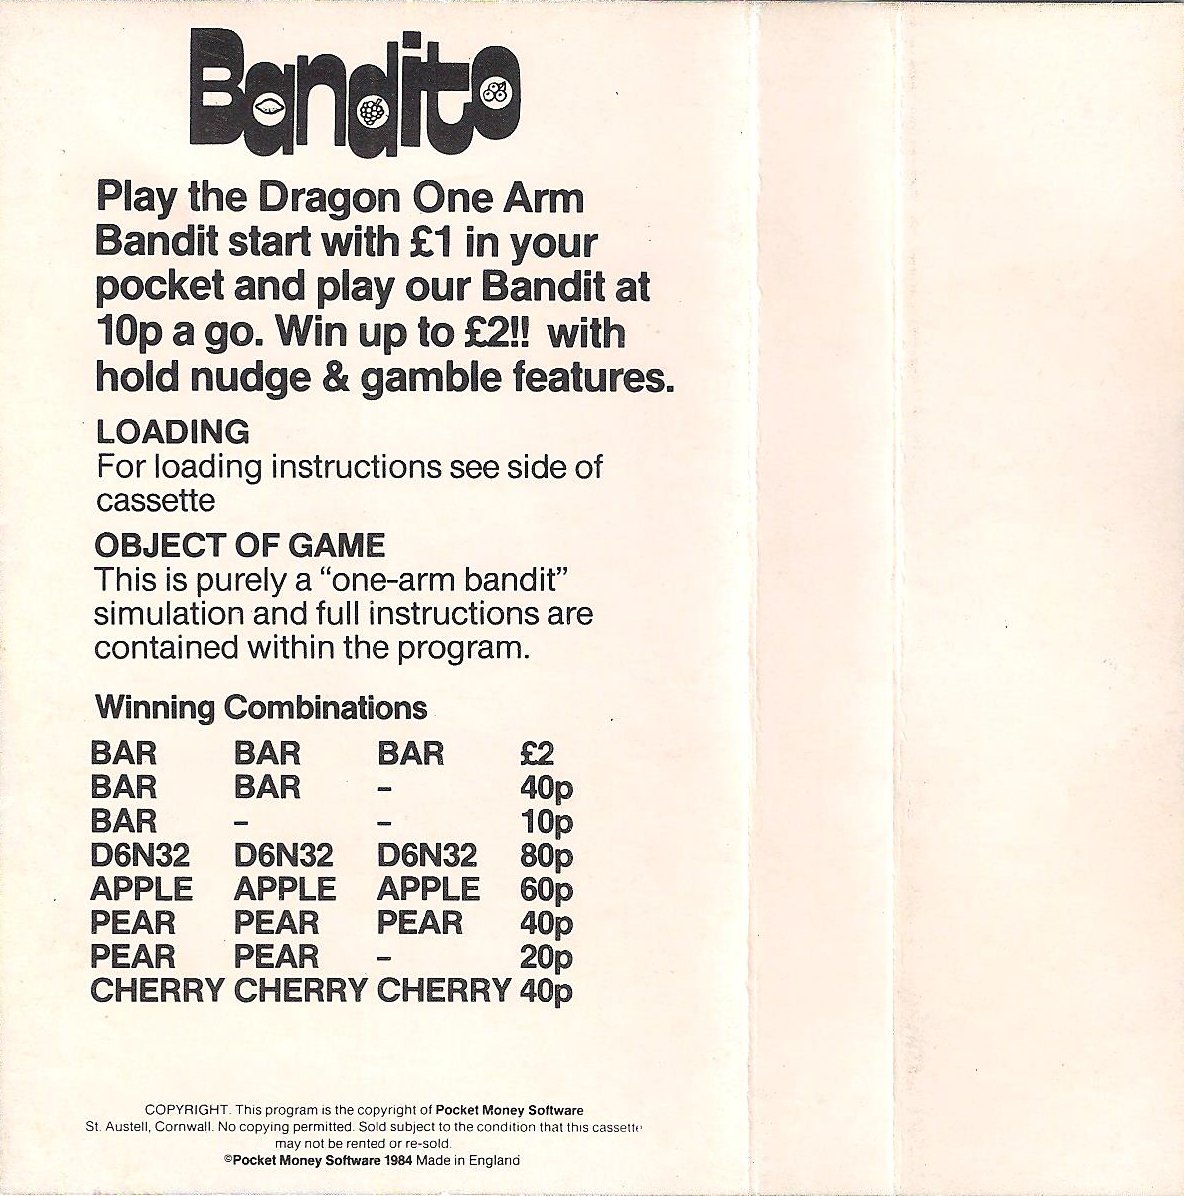 Bandito
Play the Dragon One Arm
Bandit start with £1 in your
pocket and play our Bandit at
10p a go. Win up to £2!! with
hold nudge & gamble features.
LOADING
For loading instructions see side of
cassette
OBJECT OF GAME
This is purely a “one-arm bandit”
simulation and full instructions are
contained within the program.
Winning Combinations
BAR BAR BAR £2
BAR BAR – 40p
BAR – – 10p
D6N32 D6N32 D6N32 80p
APPLE APPLE APPLE 60p
PEAR PEAR PEAR 40p
PEAR PEAR – 20p
CHERRY CHERRY CHERRY 40p
COPYRIGHT. This program is the copyright of Pocket Money Software
St. Austell, Cornwall. No copying permitted. Sold subject to the condition that this cassette
may not be rented or re-sold.
©Pocket Money Software 1984 Made in England